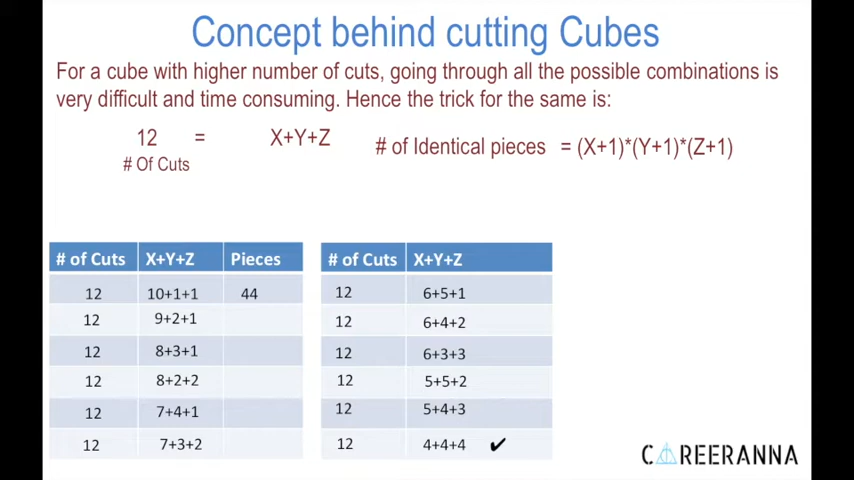 Concept behind cutting Cubes
For a cube with higher number of cuts, going through all the possible combinations is
very difficult and time consuming. Hence the trick for the same is:
12 = X+Y+Z # of Identical pieces = (X+1)*(Y+1)*(Z+1)
# Of Cuts
# of Cuts X+Y+Z Pieces
12 10+1+1 44
12 9+2+1
12 8+3+1
12 8+2+2
12 7+4+1
12 7+3+2
# of Cuts X+Y+Z
12 6+5+1
12 6+4+2
12 6+3+3
12 5+5+2
12 5+4+3
12 4+4+4 ✔
CAREERANNA